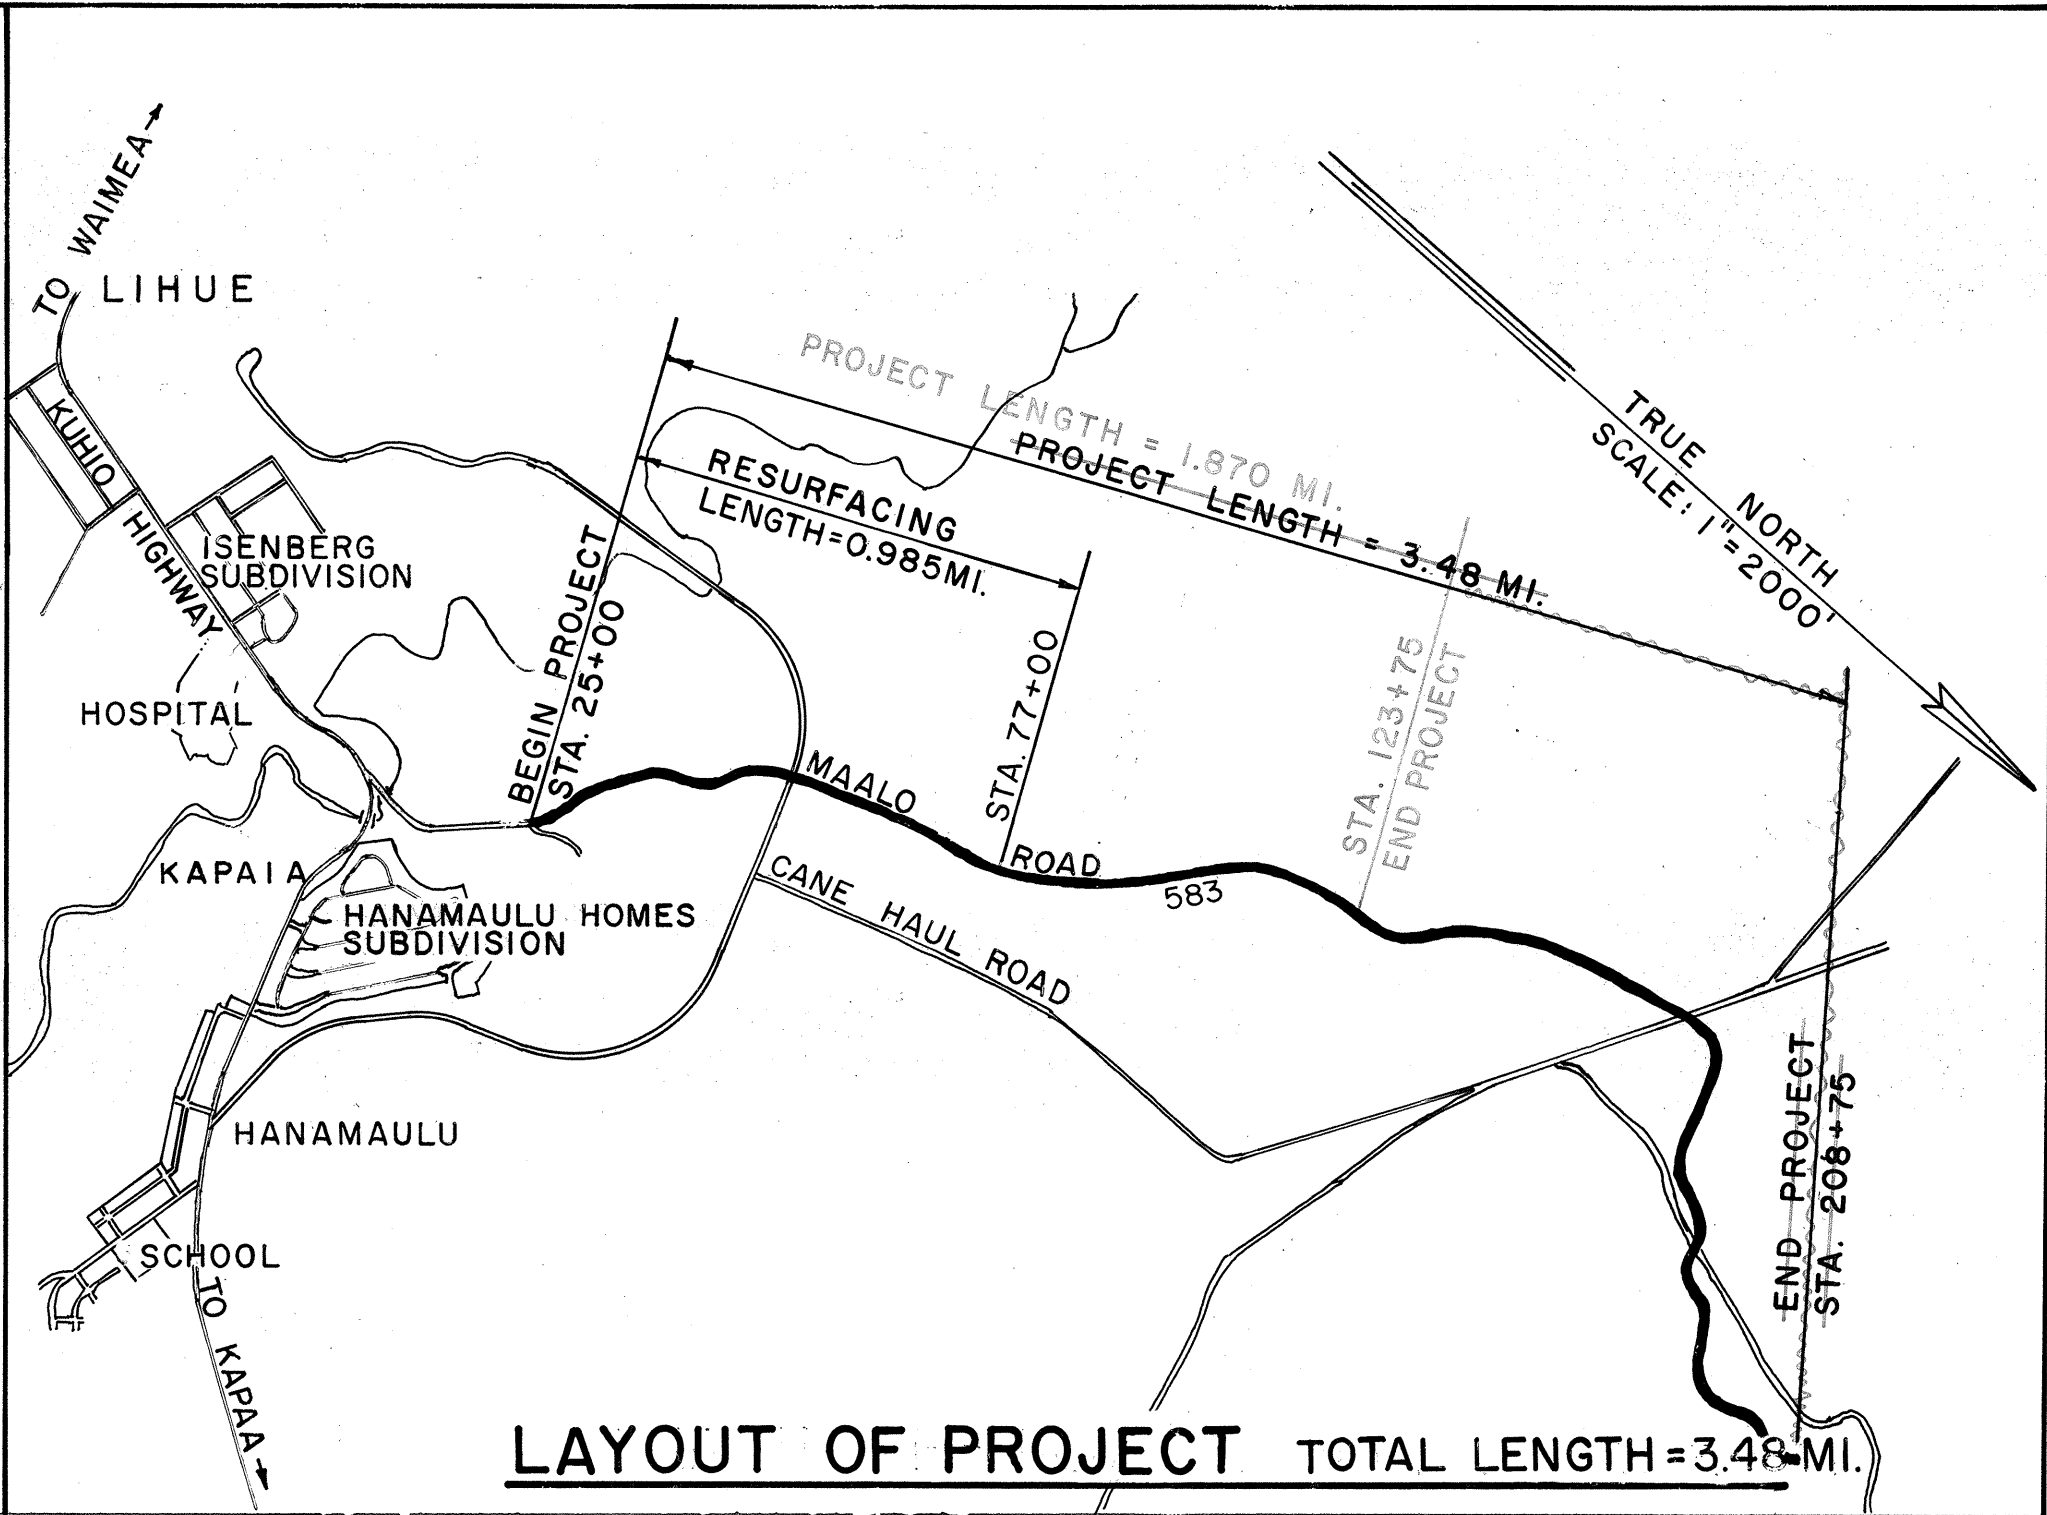 TO WAIMEA
LIHUE
KUHIO HIGHWAY
ISENBERG
SUBDIVISION
HOSPITAL
KAPAIA
HANAMAULU HOMES
SUBDIVISION
HANAMAULU
SCHOOL
TO KAPAA
BEGIN PROJECT
STA. 25+00
PROJECT LENGTH = 1.870 MI.
PROJECT LENGTH = 3.48 MI.
RESURFACING
LENGTH=0.985MI.
STA. 77+00
MAALO ROAD
583
CANE HAUL ROAD
STA. 123+75
END PROJECT
TRUE NORTH
SCALE: 1"=2000'
END PROJECT
STA. 208+75
LAYOUT OF PROJECT TOTAL LENGTH=3.48 MI.